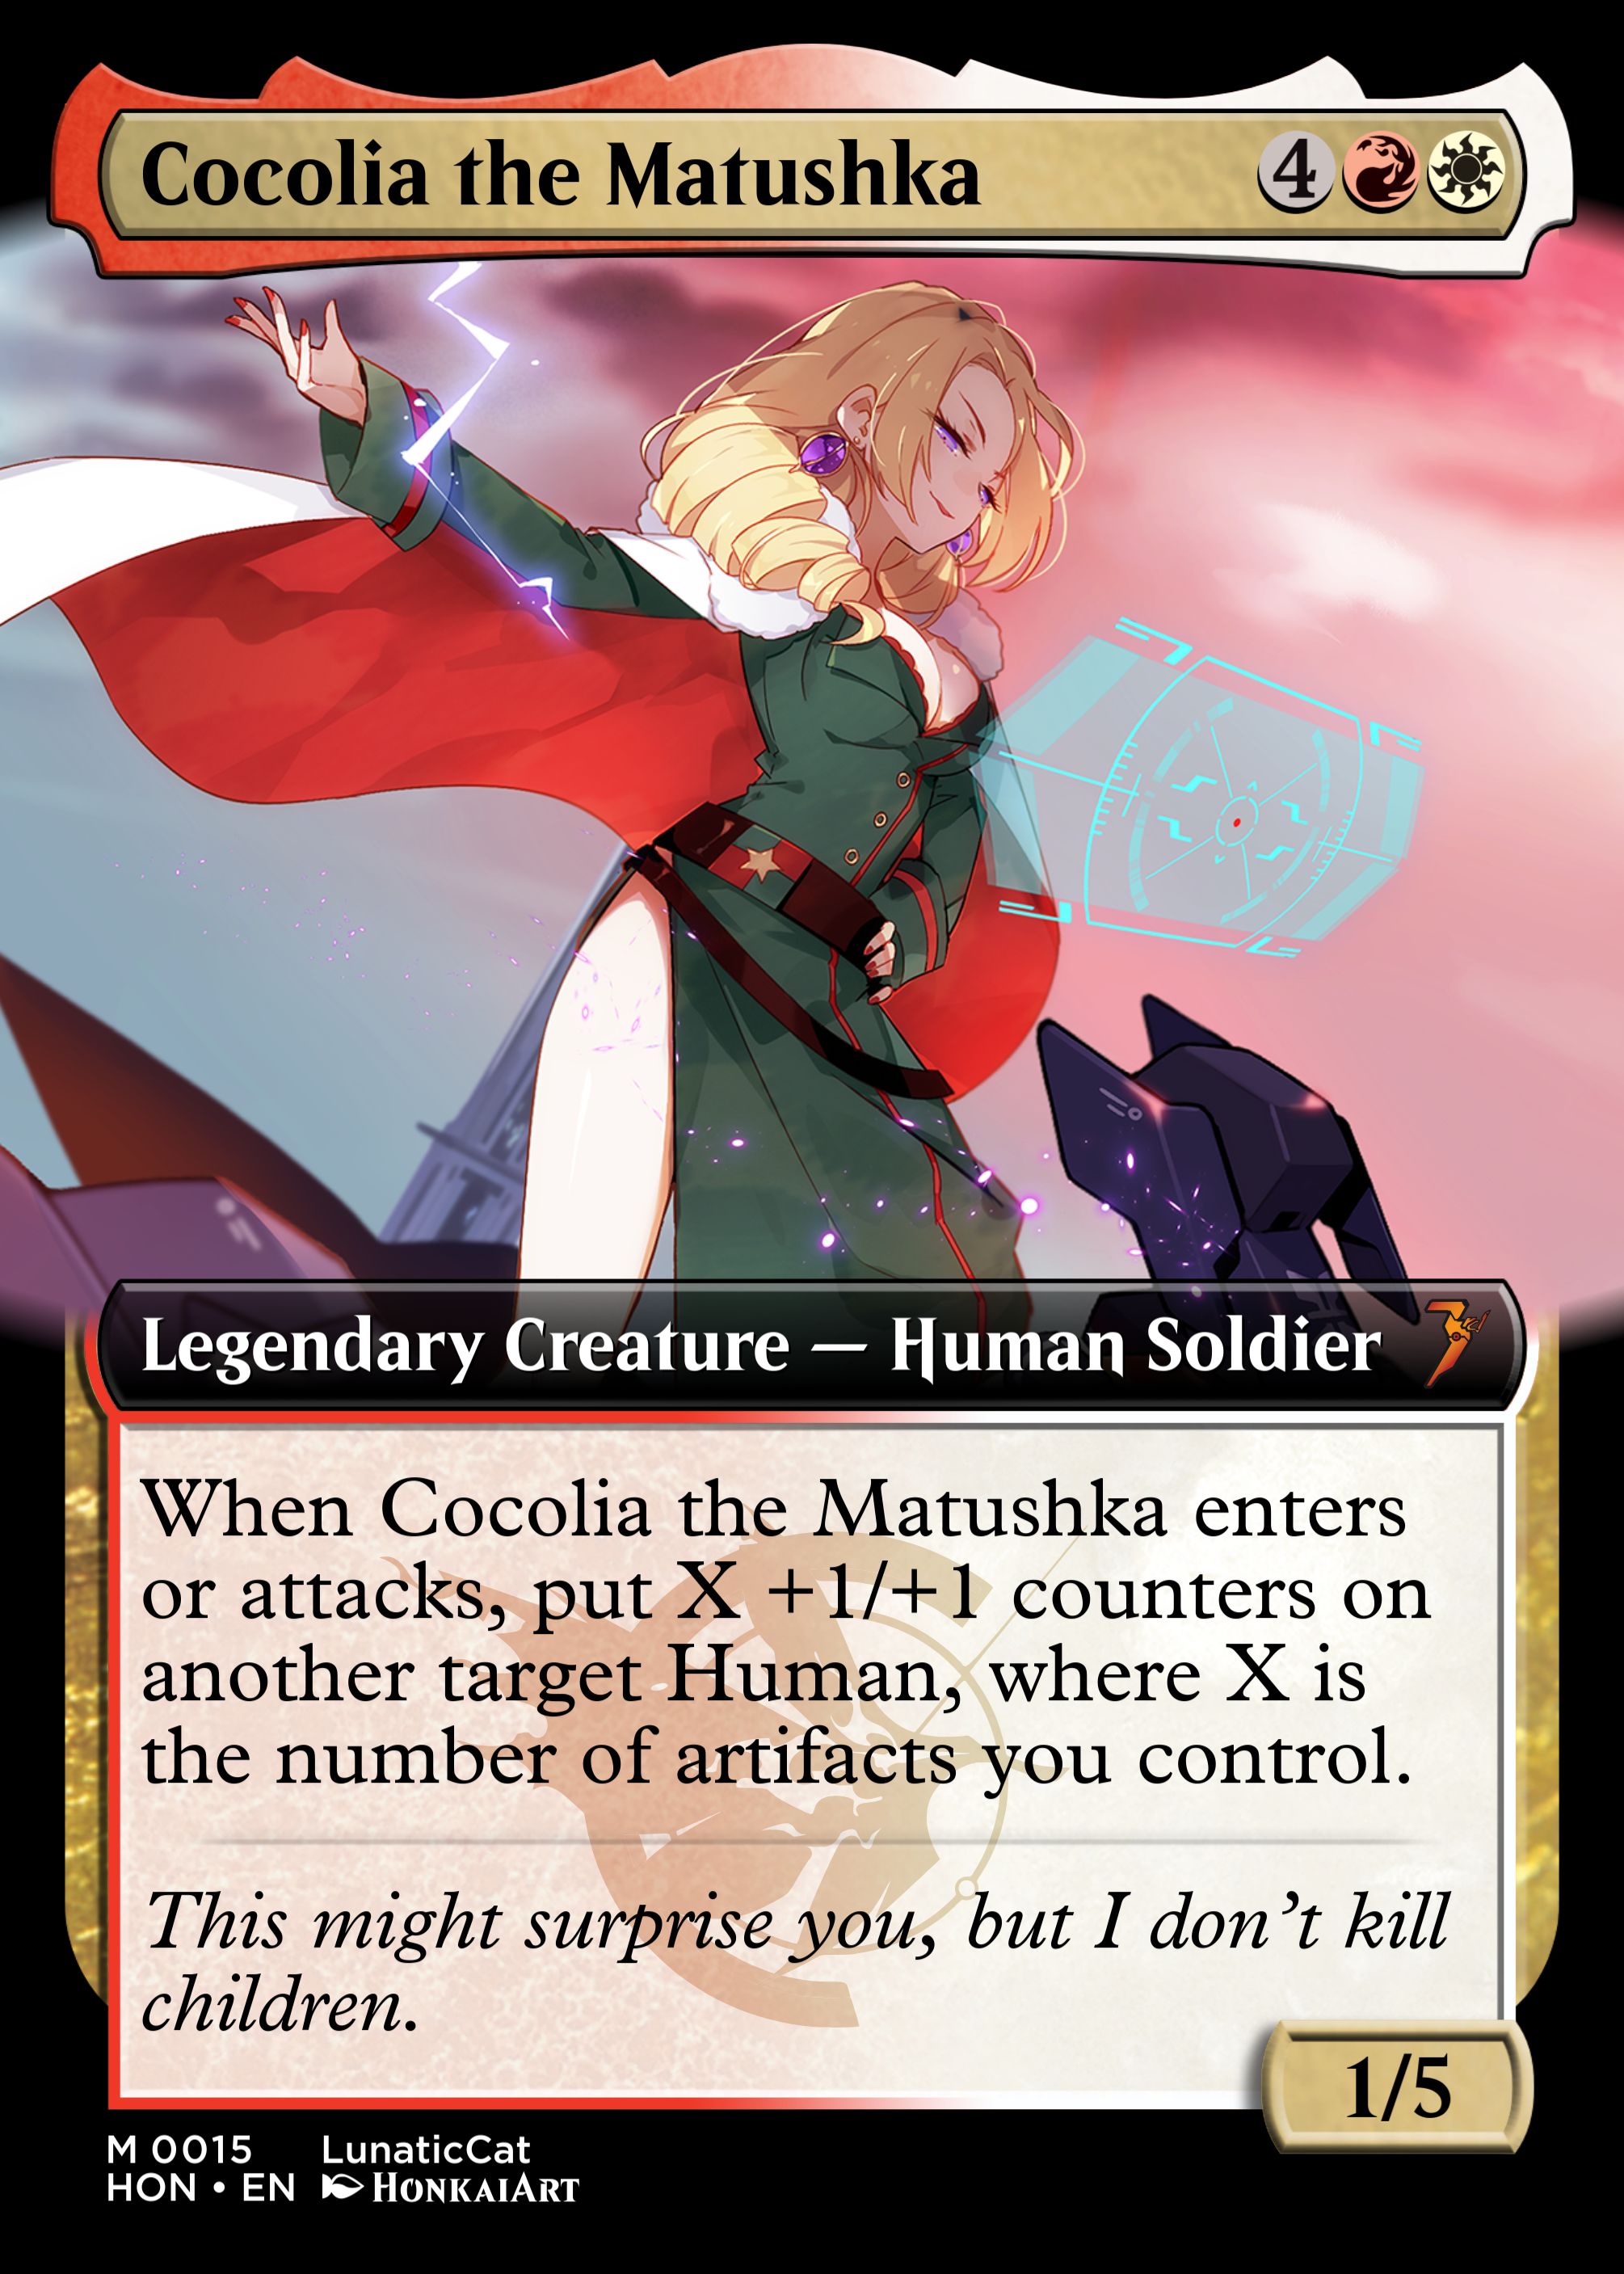 Cocolia the Matushka 4
Legendary Creature — Human Soldier
When Cocolia the Matushka enters
or attacks, put X +1/+1 counters on
another target Human, where X is
the number of artifacts you control.
This might surprise you, but I don't kill
children.
1/5
M 0015 LunaticCat
HON • EN HONKAIART